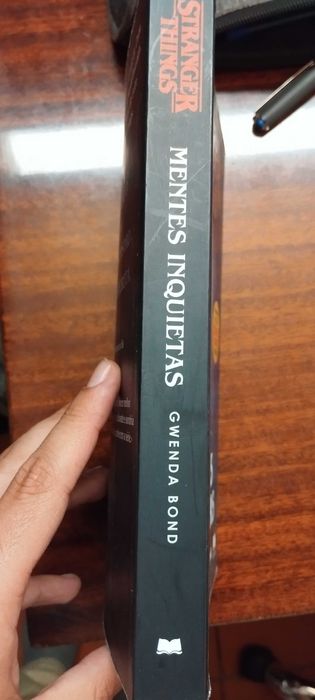 STRANGER
THINGS
MENTES INQUIETAS
GWENDA BOND